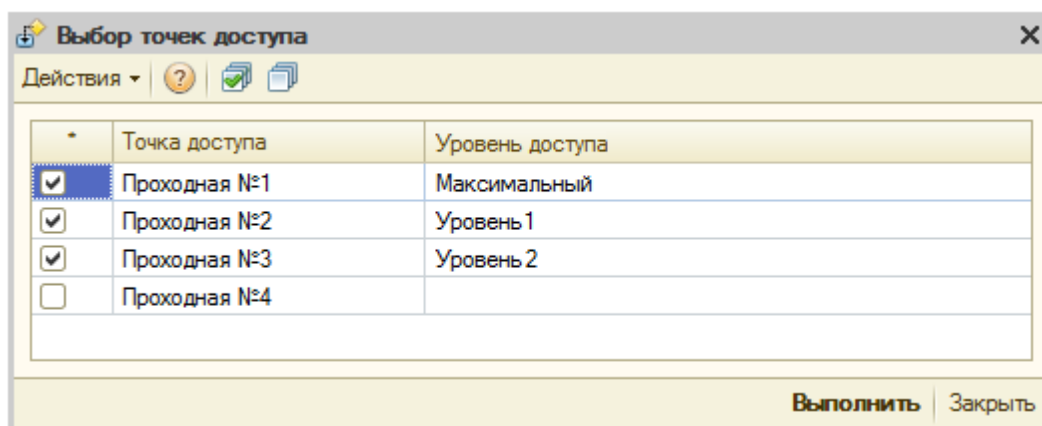 Выбор точек доступа
Действия
* Точка доступа Уровень доступа
Проходная №1 Максимальный
Проходная №2 Уровень1
Проходная №3 Уровень2
Проходная №4
Выполнить Закрыть